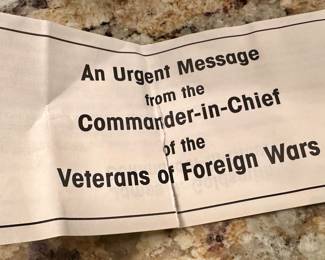 An Urgent Message
from the
Commander-in-Chief
of the
Veterans of Foreign Wars